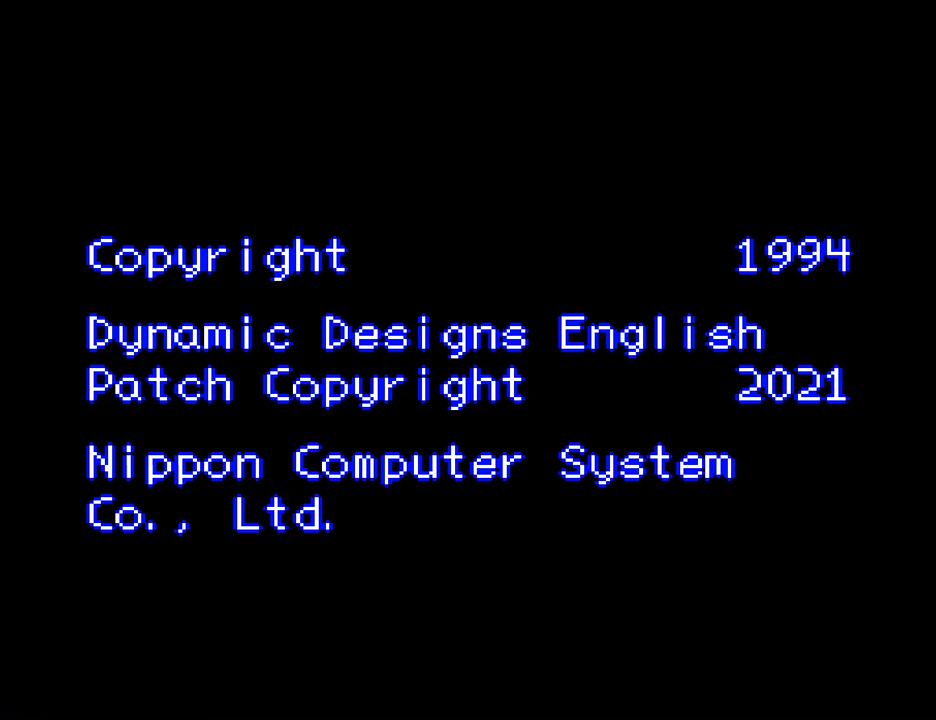 Copyright 1994
Dynamic Designs English
Patch Copyright 2021
Nippon Computer System
Co., Ltd.